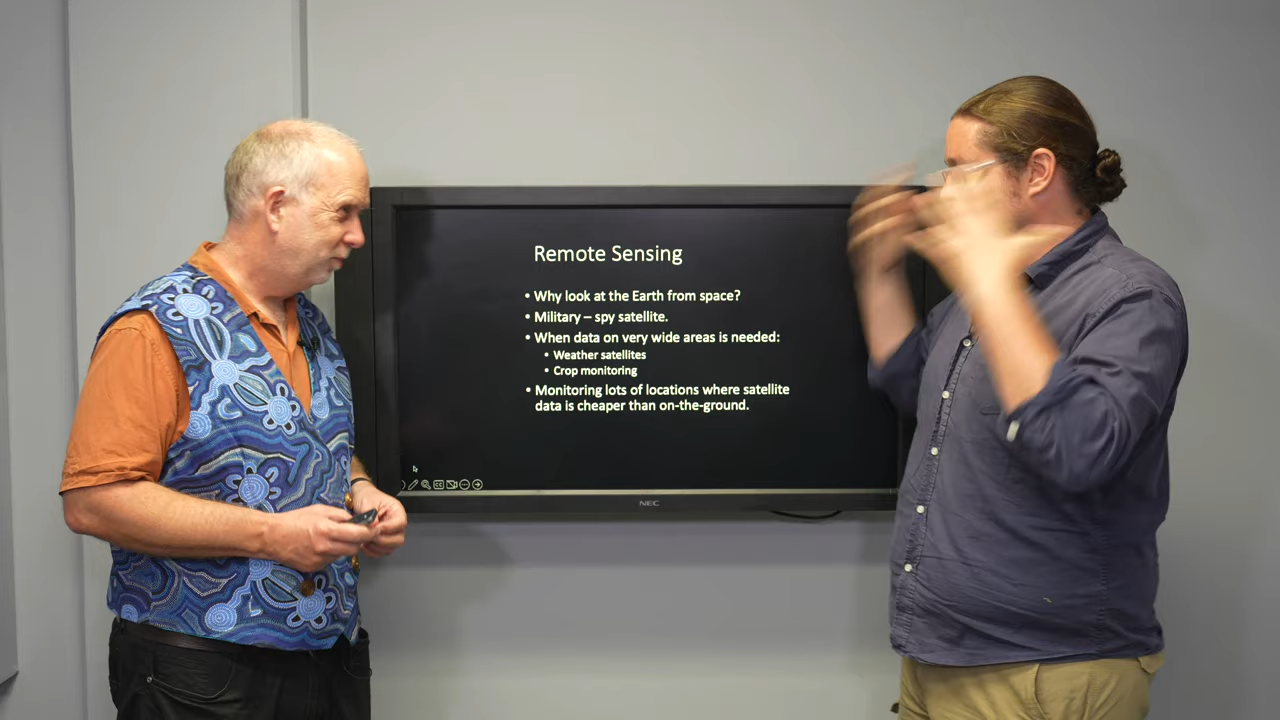 Remote Sensing
• Why look at the Earth from space?
• Military – spy satellite.
• When data on very wide areas is needed:
• Weather satellites
• Crop monitoring
• Monitoring lots of locations where satellite
data is cheaper than on-the-ground.
NEC